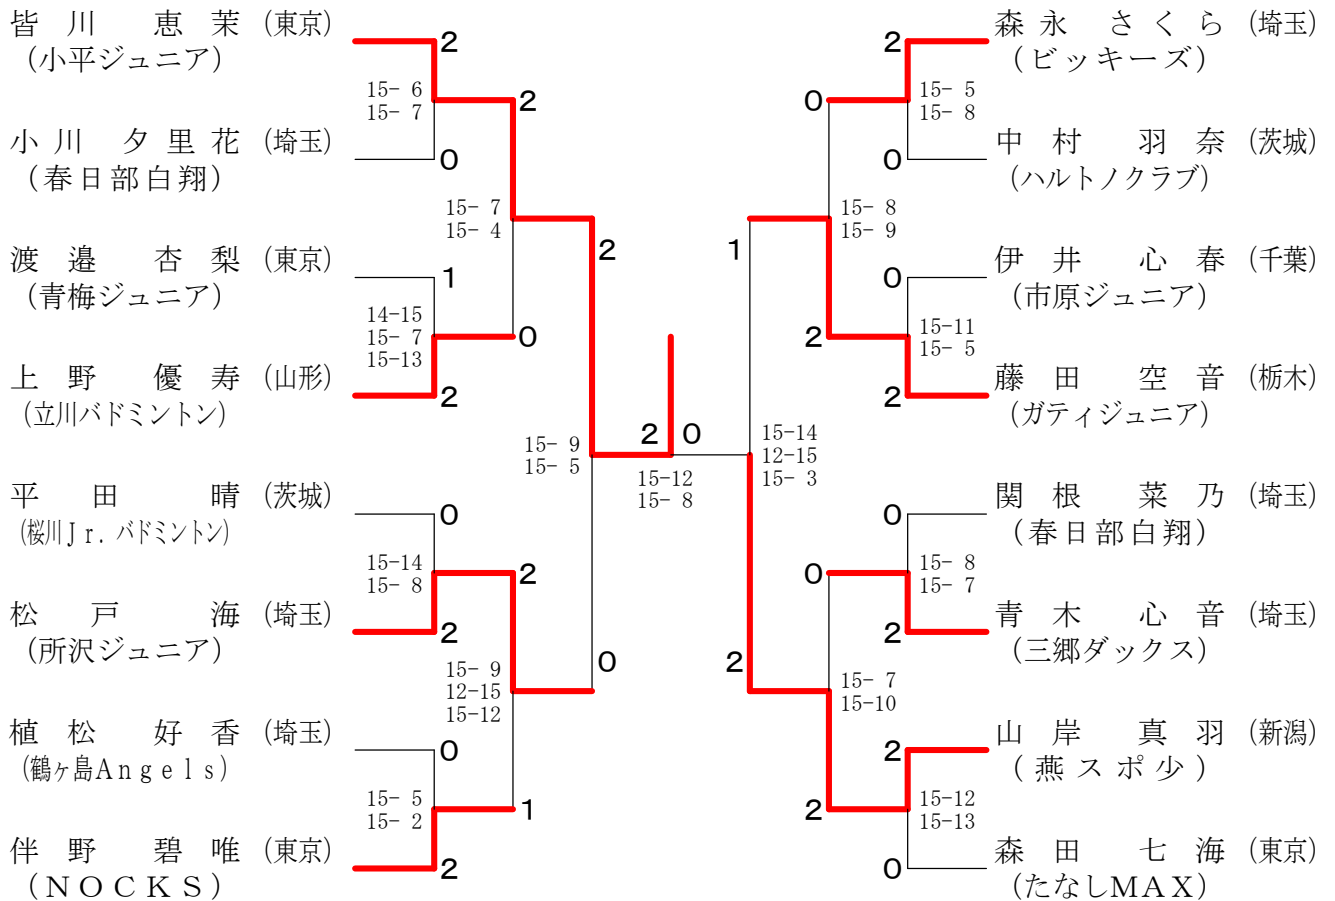 皆川 恵茉 (東京)
(小平ジュニア)
2
15- 6
15- 7
2
小川 夕里花 (埼玉)
(春日部白翔)
0
15- 7
15- 4
2
渡邉 杏梨 (東京)
(青梅ジュニア)
1
14-15
15- 7
15-13
0
上野 優寿 (山形)
(立川バドミントン)
2
15- 9
15- 5
2
0
15-12
15- 8
平田 晴 (茨城)
(桜川Jr.バドミントン)
0
15-14
15- 8
2
松戸 海 (埼玉)
(所沢ジュニア)
2
15- 9
12-15
15-12
0
植松 好香 (埼玉)
(鶴ヶ島Angels)
0
15- 5
15- 2
1
伴野 碧唯 (東京)
(NOCKS)
2
森永 さくら (埼玉)
(ビッキーズ)
2
15- 5
15- 8
0
中村 羽奈 (茨城)
(ハルトノクラブ)
0
15- 8
15- 9
1
伊井 心春 (千葉)
(市原ジュニア)
0
15-11
15- 5
2
藤田 空音 (栃木)
(ガティジュニア)
2
15-14
12-15
15- 3
関根 菜乃 (埼玉)
(春日部白翔)
0
15- 8
15- 7
0
青木 心音 (埼玉)
(三郷ダックス)
2
15- 7
15-10
2
山岸 真羽 (新潟)
(燕スポ少)
2
15-12
15-13
2
森田 七海 (東京)
(たなしMAX)
0